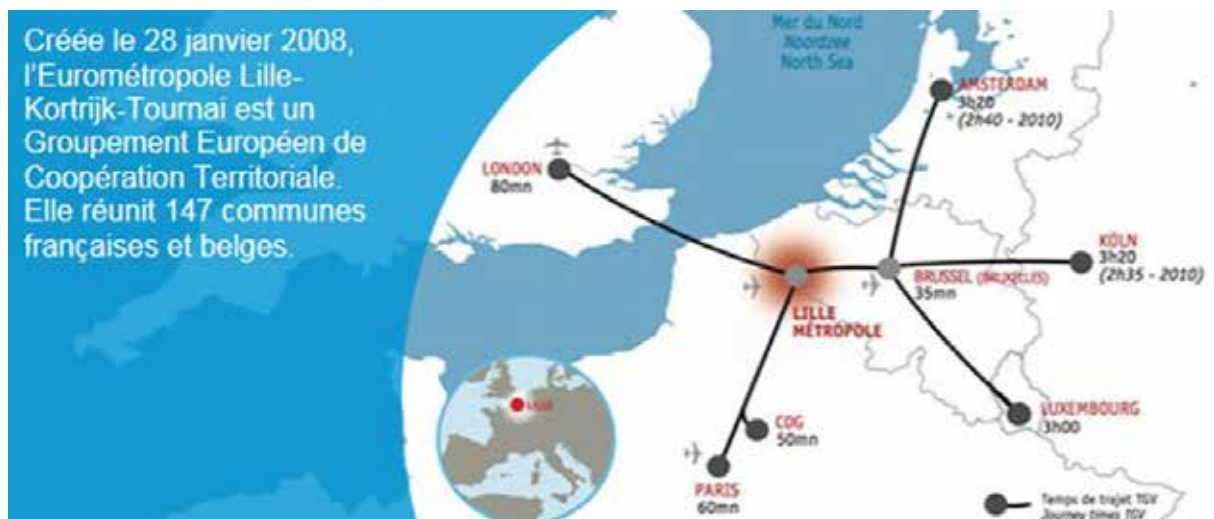 Créée le 28 janvier 2008,
l'Eurométropole Lille-
Kortrijk-Tournai est un
Groupement Européen de
Coopération Territoriale.
Elle réunit 147 communes
françaises et belges.
Mer du Nord
Noordzee
North Sea
AMSTERDAM
3h20
(2h40 - 2010)
LONDON
80mn
KÖLN
3h20
(2h35 - 2010)
BRUSSEL (BRUXELLES)
35mn
LILLE
MÉTROPOLE
LILLE
LUXEMBOURG
3h00
CDG
50mn
PARIS
60mn
Temps de trajet TGV
Journey times TGV